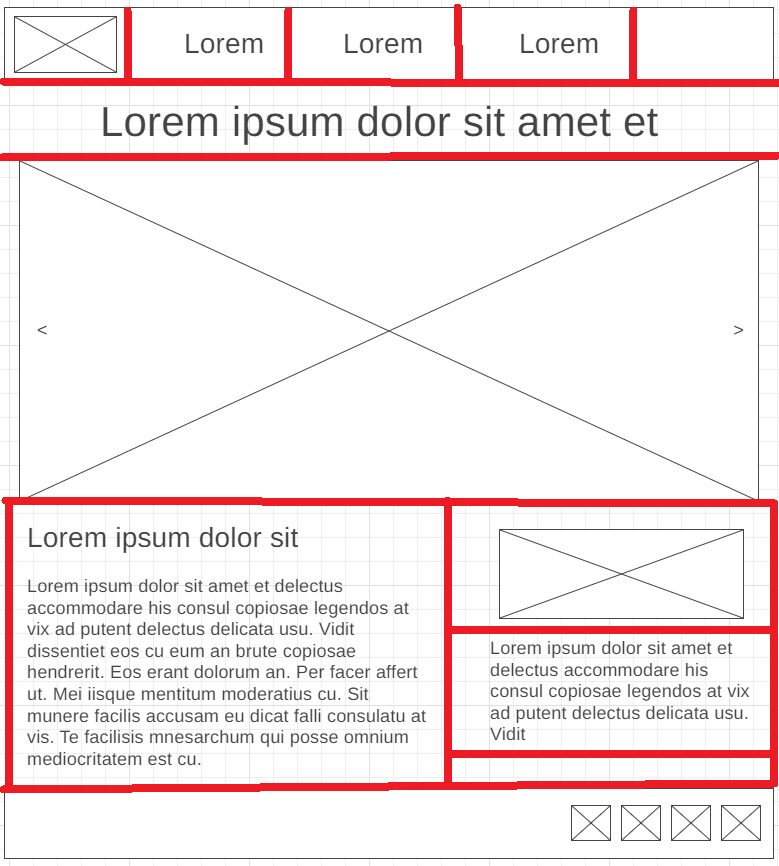 Lorem Lorem Lorem
Lorem ipsum dolor sit amet et
< >
Lorem ipsum dolor sit
Lorem ipsum dolor sit amet et delectus
accommodare his consul copiosae legendos at
vix ad putent delectus delicata usu. Vidit
dissentiet eos cu eum an brute copiosae
hendrerit. Eos erant dolorum an. Per facer affert
ut. Mei iisque mentitum moderatius cu. Sit
munere facilis accusam eu dicat falli consulatu at
vis. Te facilisis mnesarchum qui posse omnium
mediocritatem est cu.
Lorem ipsum dolor sit amet et
delectus accommodare his
consul copiosae legendos at vix
ad putent delectus delicata usu.
Vidit